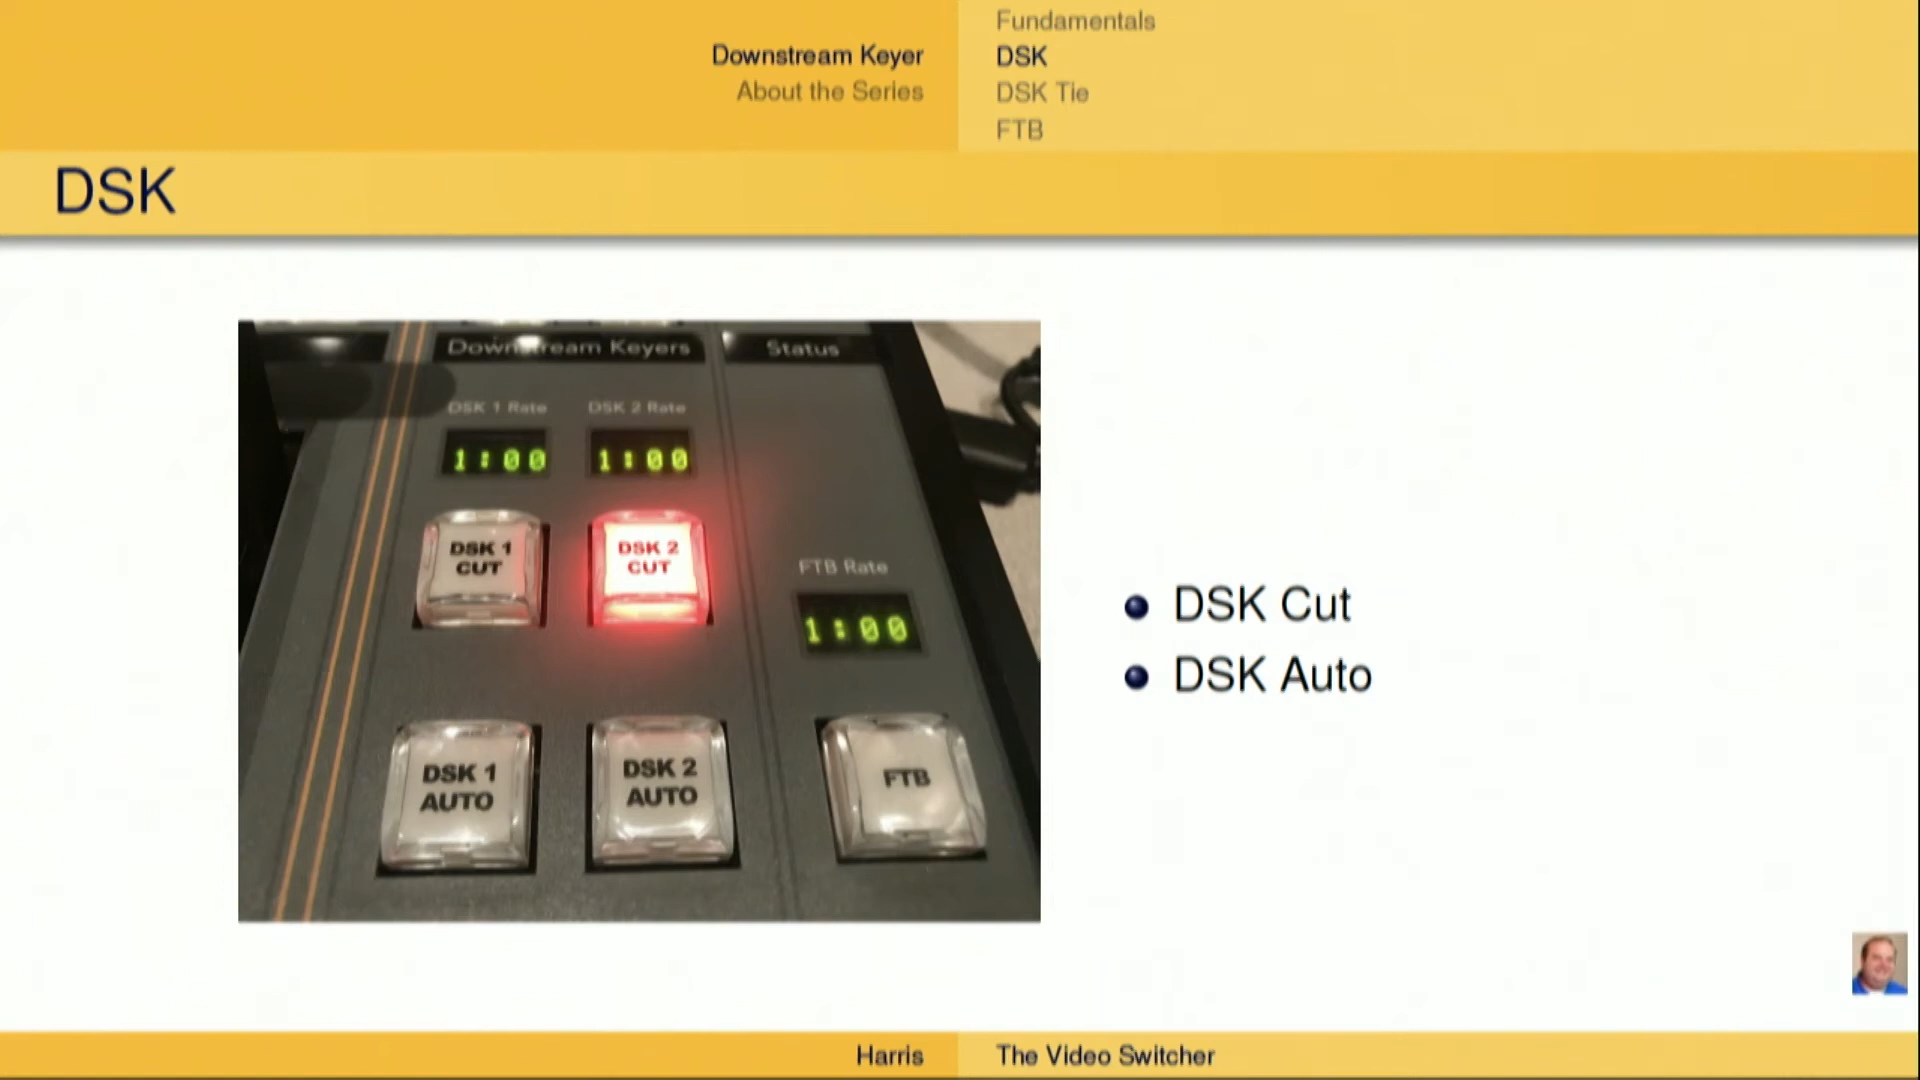 Downstream Keyer
About the Series
Fundamentals
DSK
DSK Tie
FTB
DSK
Downstream Keyers
Status
DSK 1 Rate
DSK 2 Rate
1:00
1:00
DSK 1
CUT
DSK 2
CUT
FTB Rate
1:00
DSK 1
AUTO
DSK 2
AUTO
FTB
DSK Cut
DSK Auto
Harris
The Video Switcher